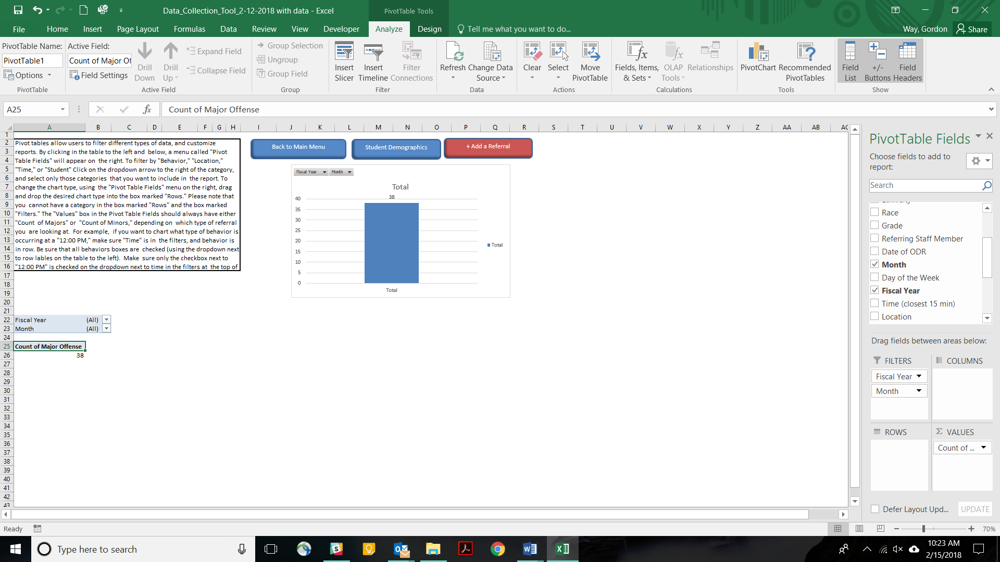 Data_Collection_Tool_2-12-2018 with data - Excel
PivotTable Tools
File Home Insert Page Layout Formulas Data Review View Developer Analyze Design Tell me what you want to do... Way, Gordon Share
PivotTable Name: Active Field:
PivotTable1 Count of Major Of
Options Field Settings
Drill Down Drill Up
Expand Field
Collapse Field
Group Selection
Ungroup
Group Field
Insert Slicer Insert Timeline Filter Connections
Refresh Change Data Source
Clear Select Move PivotTable
Fields, Items, & Sets OLAP Tools Relationships
PivotChart Recommended PivotTables
Field List +/- Buttons Field Headers
PivotTable Active Field Group Filter Data Actions Calculations Tools Show
A25 fx Count of Major Offense
A B C D E F G H I J K L M N O P Q R S T U V W X Y Z AA AB AC
1
2 Pivot tables allow users to filter different types of data, and customize
3 reports. By clicking in the table to the left and below, a menu called "Pivot
4 Table Fields" will appear on the right. To filter by "Behavior," "Location,"
5 "Time," or "Student" Click on the dropdown arrow to the right of the category,
6 and select only those categories that you want to include in the report. To
7 change the chart type, using the "Pivot Table Fields" menu on the right, drag
8 and drop the desired chart type into the box marked "Rows." Please note that
9 you cannot have a category in the box marked "Rows" and the box marked
10 "Filters." The "Values" box in the Pivot Table Fields should always have either
11 "Count of Majors" or "Count of Minors," depending on which type of referral
12 you are looking at. For example, if you want to chart what type of behavior is
13 occurring at a "12:00 PM," make sure "Time" is in the filters, and behavior is
14 in row. Be sure that all behaviors boxes are checked (using the dropdown next
15 to row lables on the table to the left). Make sure only the checkbox next to
16 "12:00 PM" is checked on the dropdown next to time in the filters at the top of
17
18
19
20
21
22 Fiscal Year (All)
23 Month (All)
24
25 Count of Major Offense
26 38
27
28
29
30
31
32
33
34
35
36
37
38
39
40
41
42
43
Back to Main Menu Student Demographics + Add a Referral
Fiscal Year Month
Total
38
40
35
30
25
20
15
10
5
0
Total
Total
PivotTable Fields
Choose fields to add to
report:
Search
Ethnicity
Race
Grade
Referring Staff Member
Date of ODR
Month
Day of the Week
Fiscal Year
Time (closest 15 min)
Location
Drag fields between areas below:
FILTERS COLUMNS
Fiscal Year
Month
ROWS Σ VALUES
Count of ...
Defer Layout Upd... UPDATE
Ready 70%
Type here to search
10:23 AM
2/15/2018